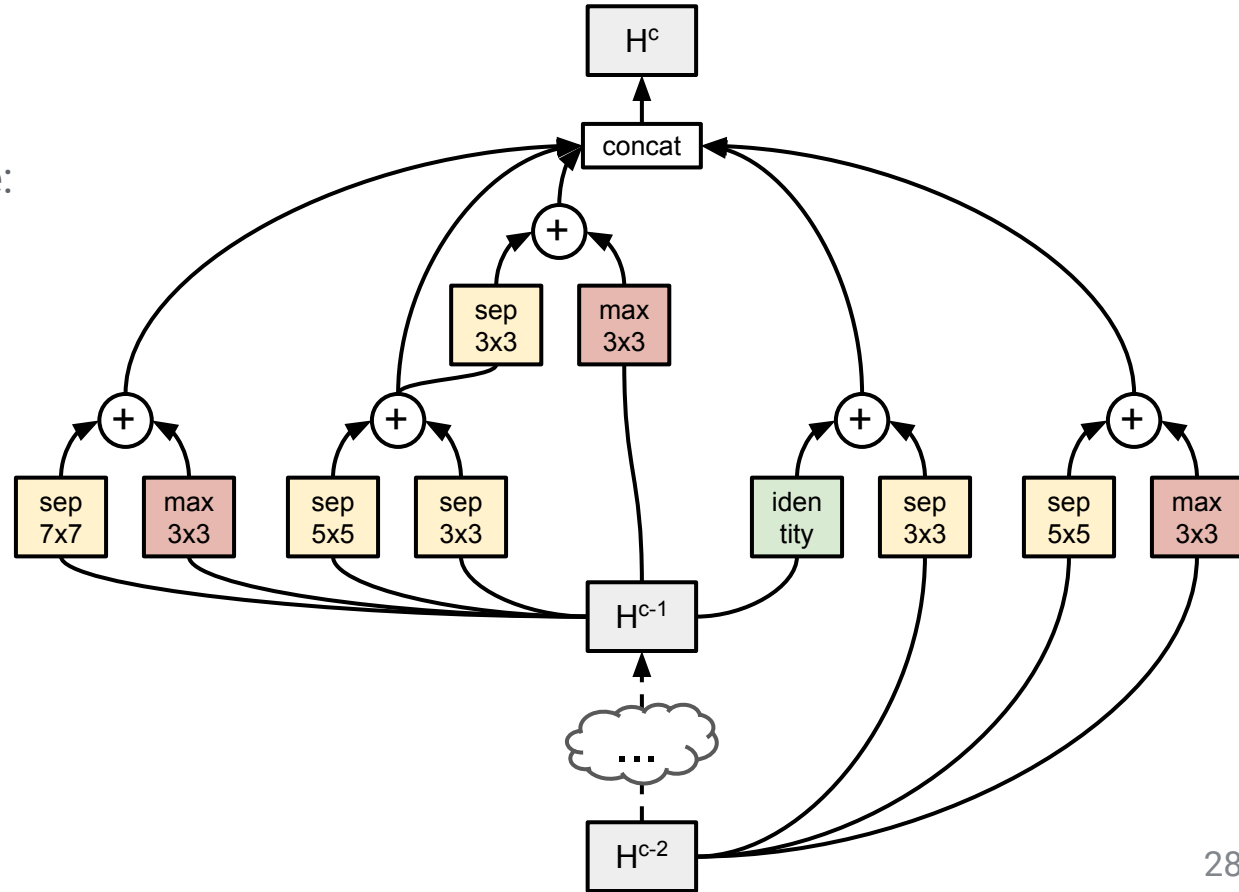 H^c
concat
e:
+
sep
3x3
max
3x3
+
+
+
+
sep
7x7
max
3x3
sep
5x5
sep
3x3
iden
tity
sep
3x3
sep
5x5
max
3x3
H^c-1
...
H^c-2
28